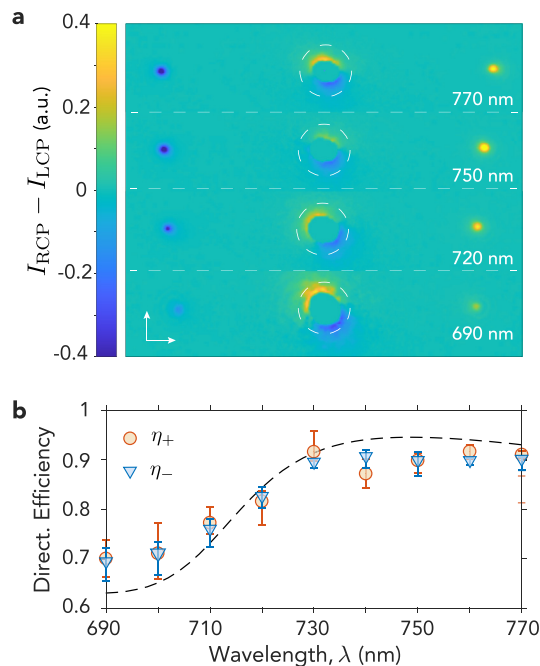 a
0.4
0.2
0
-0.2
-0.4
I_RCP − I_LCP (a.u.)
770 nm
750 nm
720 nm
690 nm
b
1
0.9
0.8
0.7
0.6
Direct. Efficiency
η+
η−
690
710
730
750
770
Wavelength, λ (nm)